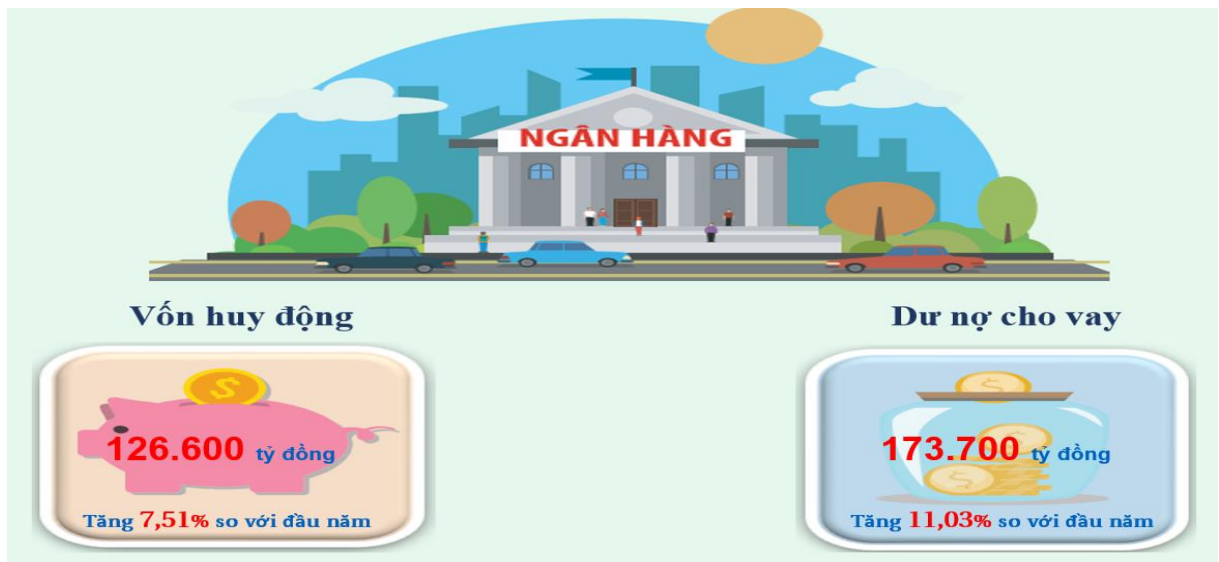 NGÂN HÀNG
Vốn huy động
126.600 tỷ đồng
Tăng 7,51% so với đầu năm
Dư nợ cho vay
173.700 tỷ đồng
Tăng 11,03% so với đầu năm